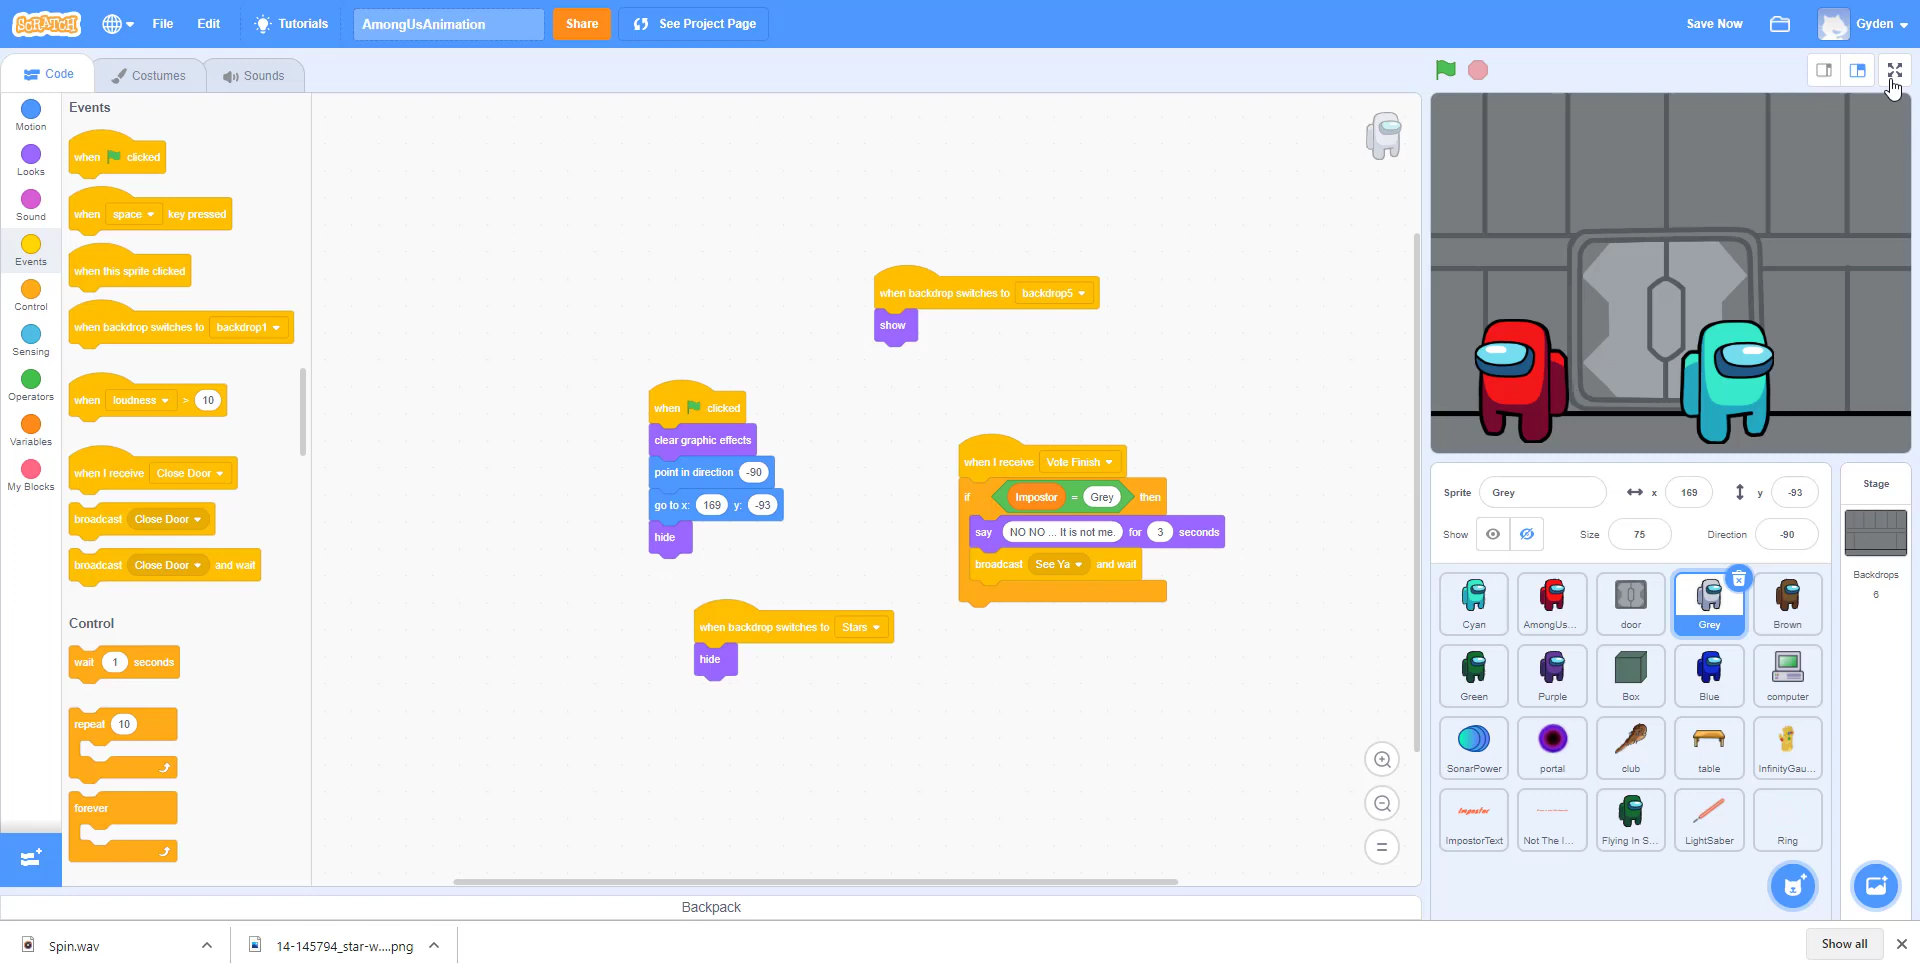 SCRATCH File Edit Tutorials AmongUsAnimation Share See Project Page Save Now Gyden
Code Costumes Sounds
Motion
Looks
Sound
Events
Control
Sensing
Operators
Variables
My Blocks
Events
when clicked
when space key pressed
when this sprite clicked
when backdrop switches to backdrop1
when loudness > 10
when I receive Close Door
broadcast Close Door
broadcast Close Door and wait
Control
wait 1 seconds
repeat 10
forever
when backdrop switches to backdrop5
show
when clicked
clear graphic effects
point in direction -90
go to x: 169 y: -93
hide
when I receive Vote Finish
if Impostor = Grey then
say NO NO ... It is not me. for 3 seconds
broadcast See Ya and wait
when backdrop switches to Stars
hide
Sprite Grey x 169 y -93
Show Size 75 Direction -90
Cyan AmongUs... door Grey Brown
Green Purple Box Blue computer
SonarPower portal club table InfinityGau...
Impostor
ImpostorText Not The I... Flying In S... LightSaber Ring
Stage
Backdrops
6
Backpack
Spin.wav 14-145794_star-w....png Show all